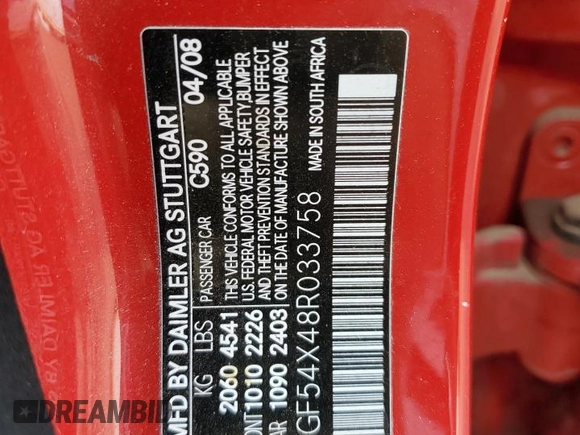 MFD BY DAIMLER AG STUTTGART
KG LBS PASSENGER CAR C590 04/08
2060 4541 THIS VEHICLE CONFORMS TO ALL APPLICABLE
U.S. FEDERAL MOTOR VEHICLE SAFETY, BUMPER
ONT 1010 2226 AND THEFT PREVENTION STANDARDS IN EFFECT
AR 1090 2403 ON THE DATE OF MANUFACTURE SHOWN ABOVE
GF54X48R033758 MADE IN SOUTH AFRICA
DREAMBID